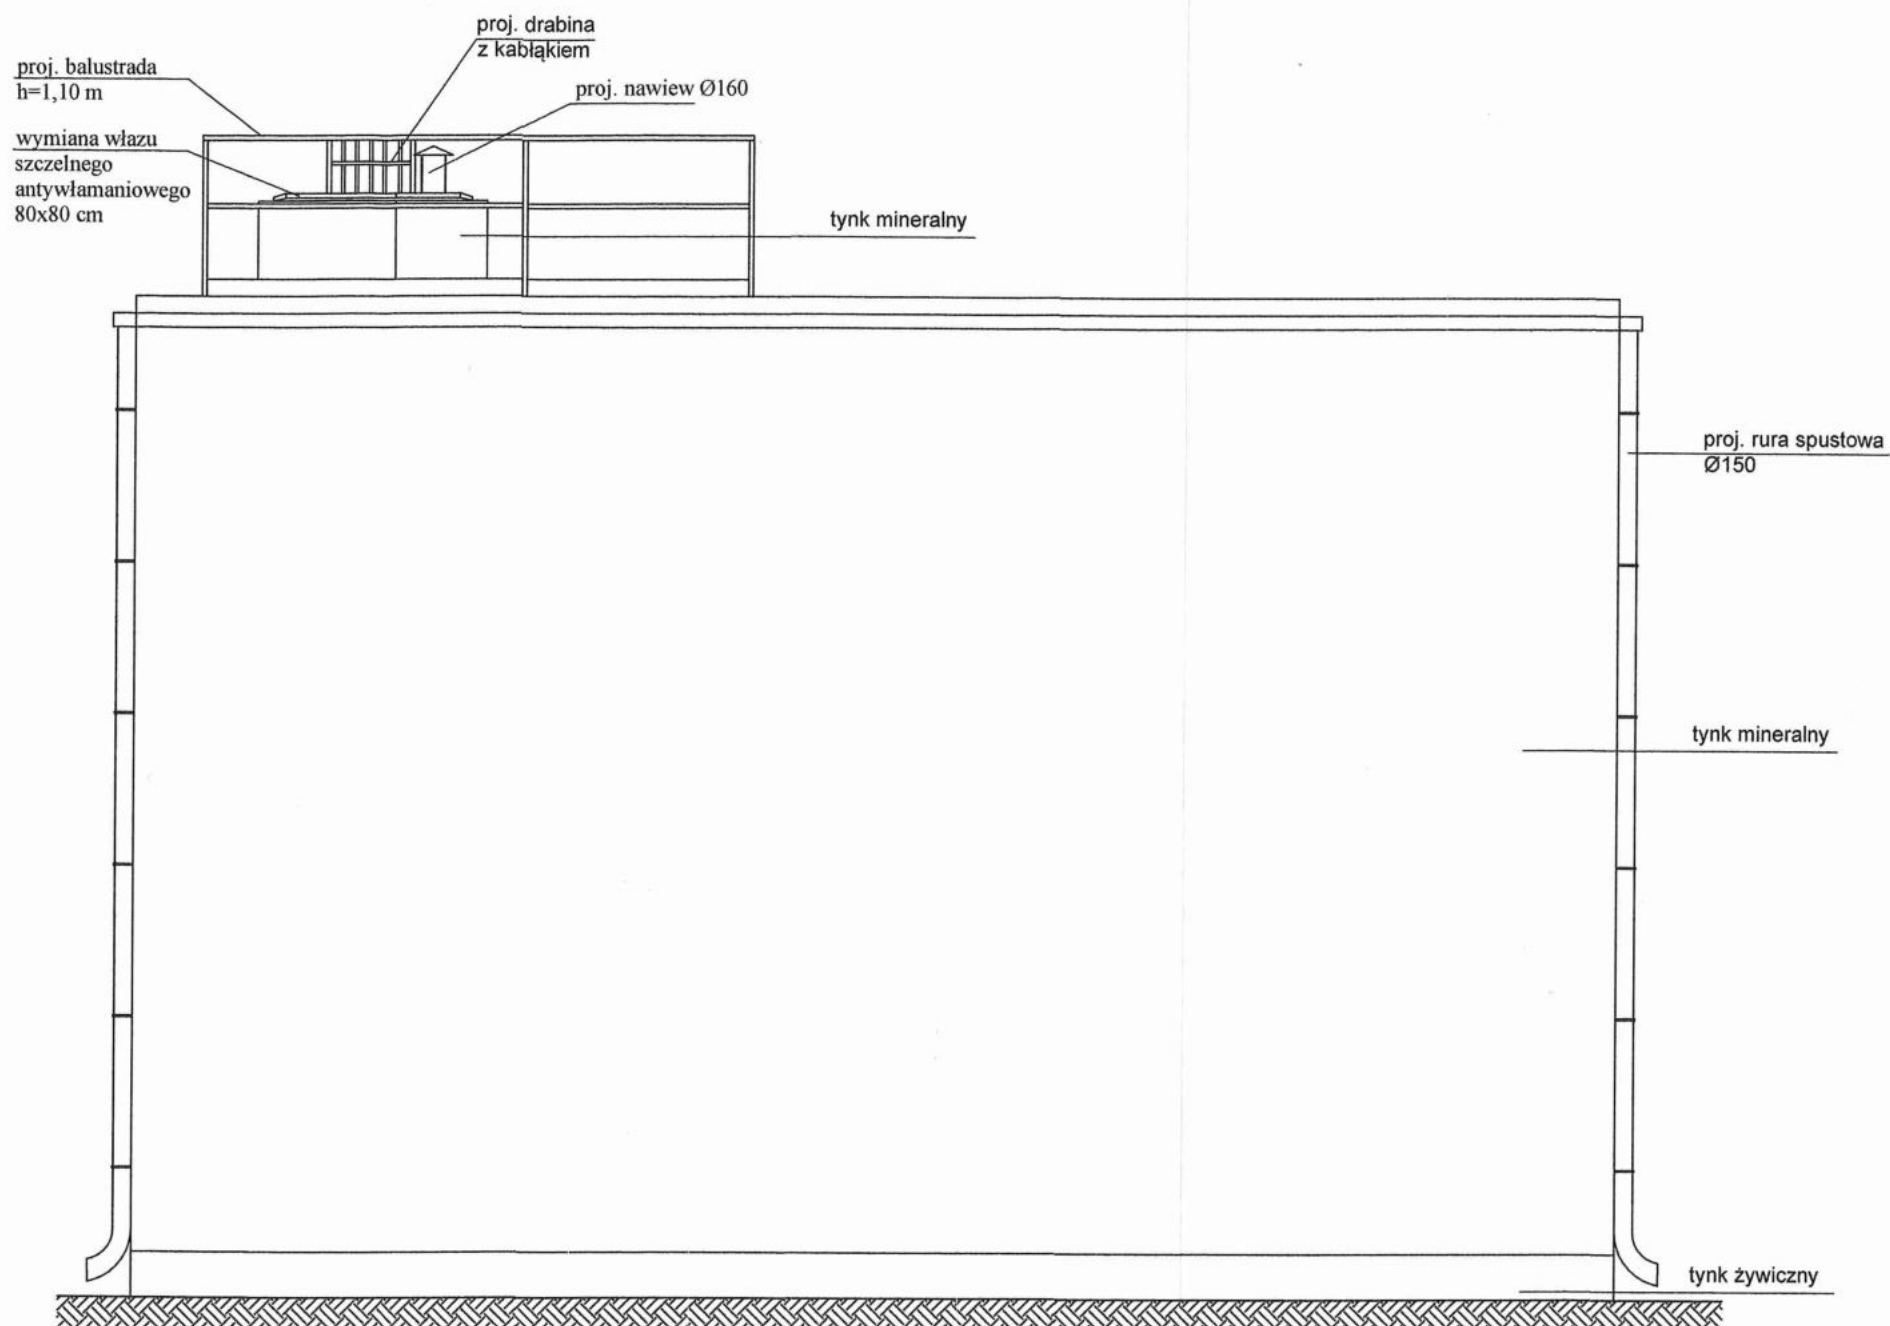 proj. drabina
z kabłąkiem
proj. balustrada
h=1,10 m
proj. nawiew Ø160
wymiana włazu
szczelnego
antywłamaniowego
80x80 cm
tynk mineralny
proj. rura spustowa
Ø150
tynk mineralny
tynk żywiczny